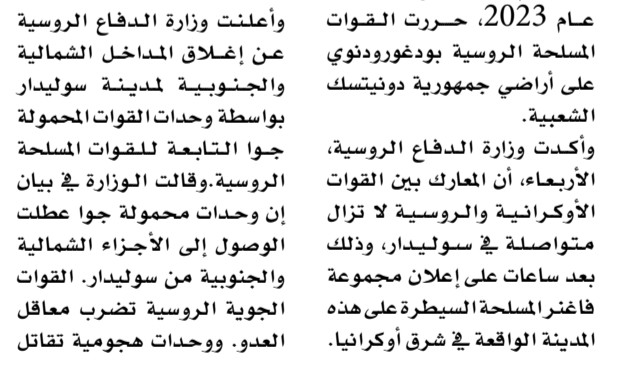 عام 2023، حررت القوات
المسلحة الروسية بودغورودنوي
على أراضي جمهورية دونيتسك
الشعبية.
وأكدت وزارة الدفاع الروسية،
الأربعاء، أن المعارك بين القوات
الأوكرانية والروسية لا تزال
متواصلة في سوليدار، وذلك
بعد ساعات على إعلان مجموعة
فاغنر المسلحة السيطرة على هذه
المدينة الواقعة في شرق أوكرانيا.
وأعلنت وزارة الدفاع الروسية
عن إغلاق المداخل الشمالية
والجنوبية لمدينة سوليدار
بواسطة وحدات القوات المحمولة
جوا التابعة للقوات المسلحة
الروسية.وقالت الوزارة في بيان
إن وحدات محمولة جوا عطلت
الوصول إلى الأجزاء الشمالية
والجنوبية من سوليدار. القوات
الجوية الروسية تضرب معاقل
العدو. ووحدات هجومية تقاتل